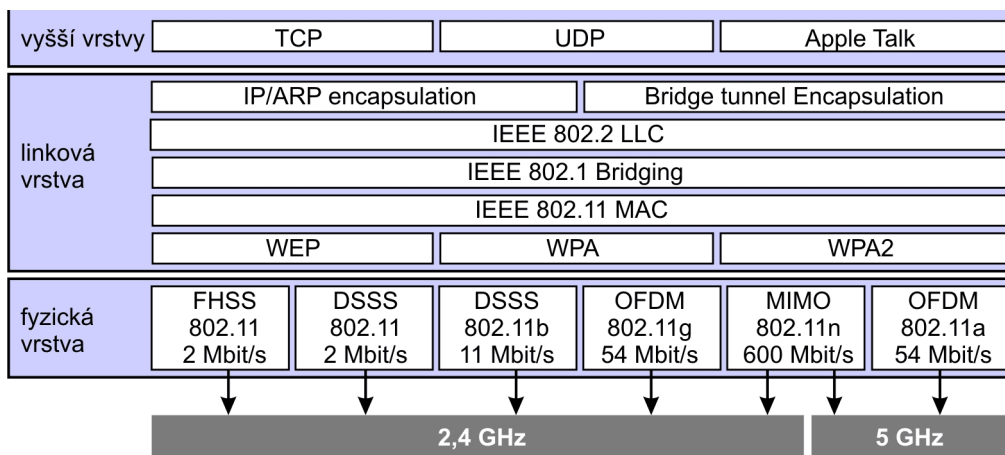 vyšší vrstvy
TCP
UDP
Apple Talk
linková
vrstva
IP/ARP encapsulation
Bridge tunnel Encapsulation
IEEE 802.2 LLC
IEEE 802.1 Bridging
IEEE 802.11 MAC
WEP
WPA
WPA2
fyzická
vrstva
FHSS
802.11
2 Mbit/s
DSSS
802.11
2 Mbit/s
DSSS
802.11b
11 Mbit/s
OFDM
802.11g
54 Mbit/s
MIMO
802.11n
600 Mbit/s
OFDM
802.11a
54 Mbit/s
2,4 GHz
5 GHz